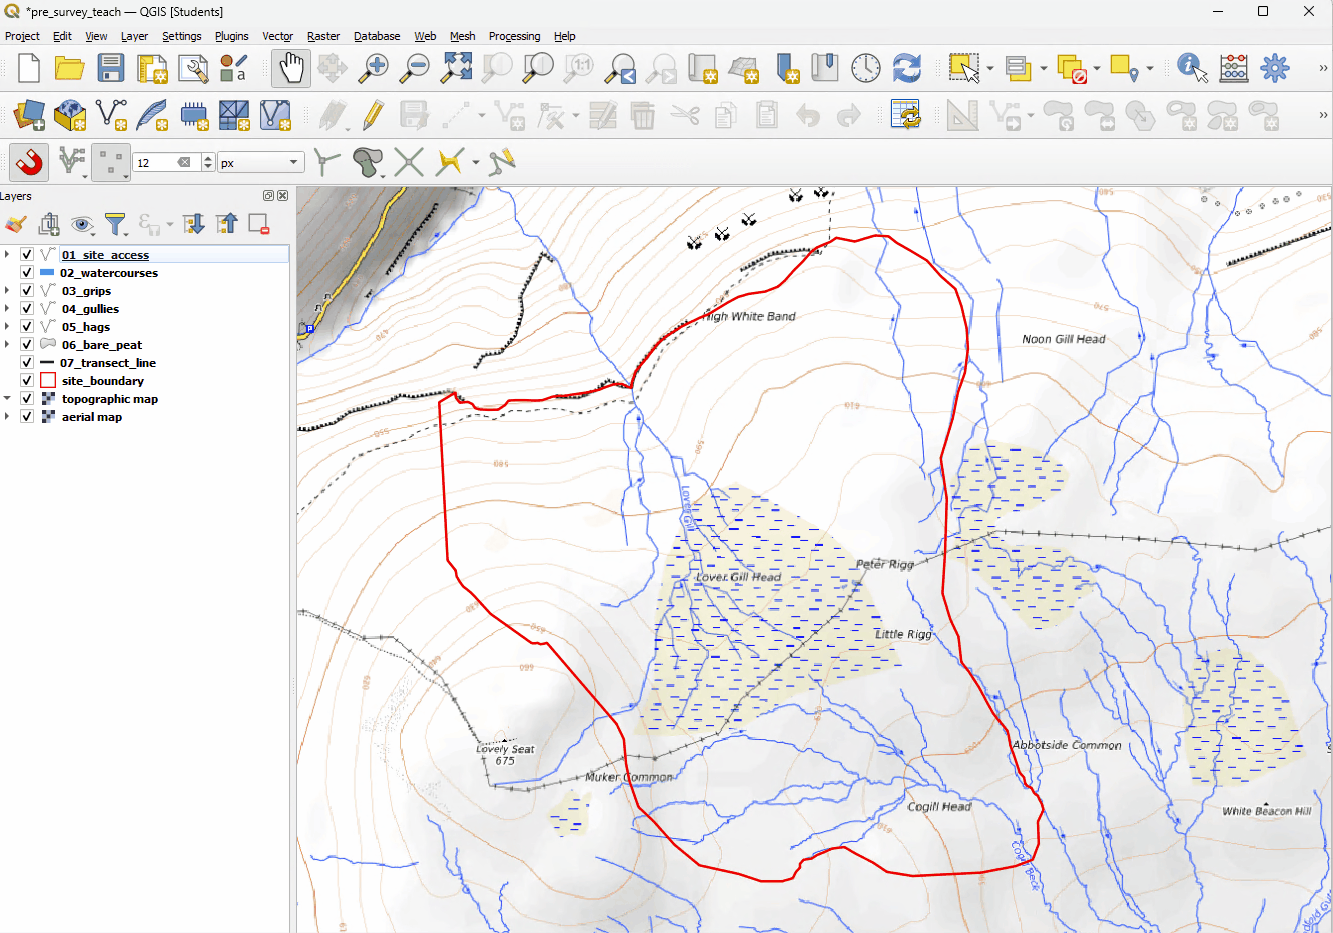 *pre_survey_teach — QGIS [Students]
Project Edit View Layer Settings Plugins Vector Raster Database Web Mesh Processing Help
12 px
Layers
01_site_access
02_watercourses
03_grips
04_gullies
05_hags
06_bare_peat
07_transect_line
site_boundary
topographic map
aerial map
High White Band
Noon Gill Head
Lover Gill
Lover Gill Head
Peter Rigg
Little Rigg
Lovely Seat
675
Muker Common
Abbotside Common
Cogill Head
White Beacon Hill